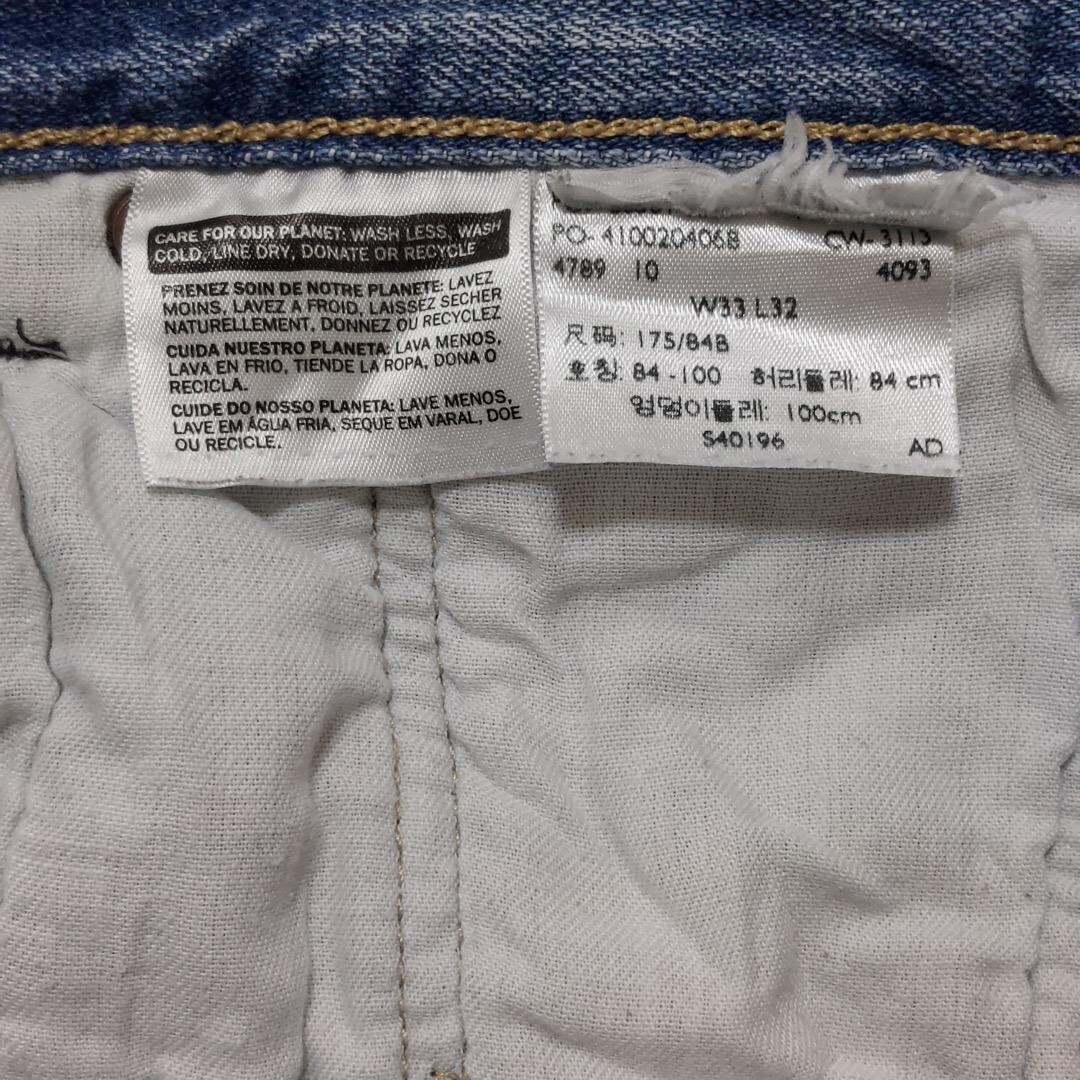 CARE FOR OUR PLANET: WASH LESS, WASH
COLD, LINE DRY, DONATE OR RECYCLE
PRENEZ SOIN DE NOTRE PLANETE: LAVEZ
MOINS, LAVEZ A FROID, LAISSEZ SECHER
NATURELLEMENT, DONNEZ OU RECYCLEZ
CUIDA NUESTRO PLANETA: LAVA MENOS,
LAVA EN FRIO, TIENDE LA ROPA, DONA O
RECICLA.
CUIDE DO NOSSO PLANETA: LAVE MENOS,
LAVE EM ÁGUA FRIA, SEQUE EM VARAL, DOE
OU RECICLE.
PO- 4100204068 CW-3113
4789 10 4093
W33 L32
尺码: 175/84B
호칭: 84 -100 허리둘레: 84 cm
엉덩이둘레: 100cm
S40196 AD